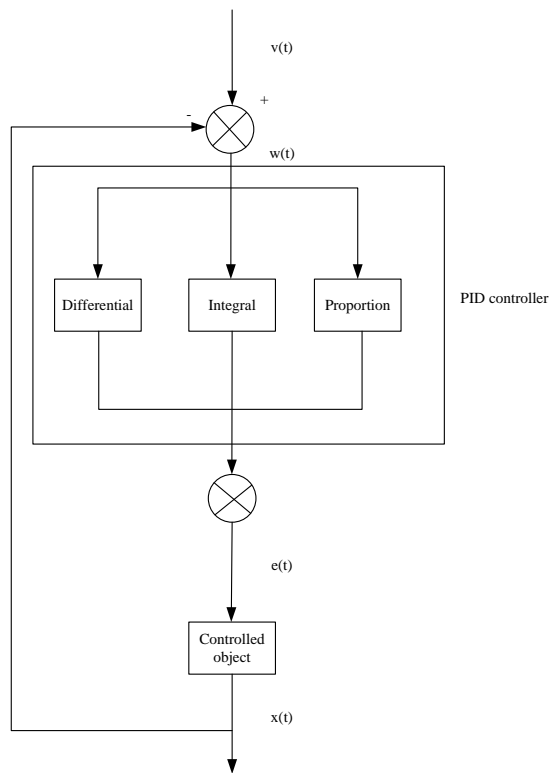 v(t)
+
-
w(t)
Differential
Integral
Proportion
PID controller
e(t)
Controlled
object
x(t)